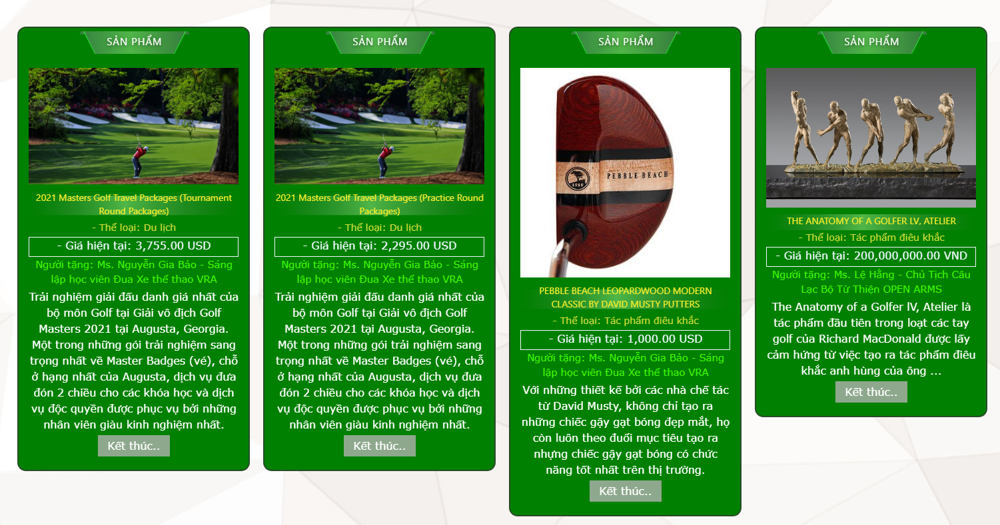 SẢN PHẨM
2021 Masters Golf Travel Packages (Tournament
Round Packages)
- Thể loại: Du lịch
- Giá hiện tại: 3,755.00 USD
Người tặng: Ms. Nguyễn Gia Bảo - Sáng
lập học viên Đua Xe thể thao VRA
Trải nghiệm giải đấu danh giá nhất của
bộ môn Golf tại Giải vô địch Golf
Masters 2021 tại Augusta, Georgia.
Một trong những gói trải nghiệm sang
trọng nhất về Master Badges (vé), chỗ
ở hạng nhất của Augusta, dịch vụ đưa
đón 2 chiều cho các khóa học và dịch
vụ độc quyền được phục vụ bởi những
nhân viên giàu kinh nghiệm nhất.
Kết thúc..
SẢN PHẨM
2021 Masters Golf Travel Packages (Practice Round
Packages)
- Thể loại: Du lịch
- Giá hiện tại: 2,295.00 USD
Người tặng: Ms. Nguyễn Gia Bảo - Sáng
lập học viên Đua Xe thể thao VRA
Trải nghiệm giải đấu danh giá nhất của
bộ môn Golf tại Giải vô địch Golf
Masters 2021 tại Augusta, Georgia.
Một trong những gói trải nghiệm sang
trọng nhất về Master Badges (vé), chỗ
ở hạng nhất của Augusta, dịch vụ đưa
đón 2 chiều cho các khóa học và dịch
vụ độc quyền được phục vụ bởi những
nhân viên giàu kinh nghiệm nhất.
Kết thúc..
SẢN PHẨM
PEBBLE BEACH
1919
PEBBLE BEACH LEOPARDWOOD MODERN
CLASSIC BY DAVID MUSTY PUTTERS
- Thể loại: Tác phẩm điêu khắc
- Giá hiện tại: 1,000.00 USD
Người tặng: Ms. Nguyễn Gia Bảo - Sáng
lập học viên Đua Xe thể thao VRA
Với những thiết kế bởi các nhà chế tác
từ David Musty, không chỉ tạo ra
những chiếc gậy gạt bóng đẹp mắt, họ
còn luôn theo đuổi mục tiêu tạo ra
nhựng chiếc gậy gạt bóng có chức
năng tốt nhất trên thị trường.
Kết thúc..
SẢN PHẨM
THE ANATOMY OF A GOLFER LV, ATELIER
- Thể loại: Tác phẩm điêu khắc
- Giá hiện tại: 200,000,000.00 VND
Người tặng: Ms. Lệ Hằng - Chủ Tịch Câu
Lạc Bộ Từ Thiện OPEN ARMS
The Anatomy of a Golfer lV, Atelier là
tác phẩm đầu tiên trong loạt các tay
golf của Richard MacDonald được lấy
cảm hứng từ việc tạo ra tác phẩm điêu
khắc anh hùng của ông ...
Kết thúc..